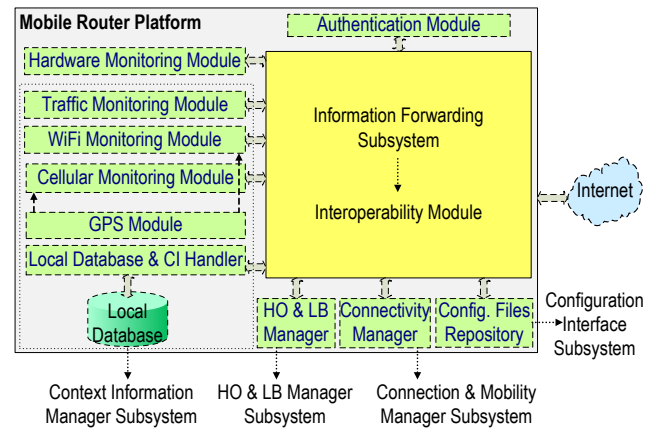 Mobile Router Platform
Authentication Module
Hardware Monitoring Module
Traffic Monitoring Module
WiFi Monitoring Module
Cellular Monitoring Module
GPS Module
Local Database & CI Handler
Local
Database
Information Forwarding
Subsystem
Interoperability Module
Internet
HO & LB
Manager
Connectivity
Manager
Config. Files
Repository
Configuration
Interface
Subsystem
Context Information
Manager Subsystem
HO & LB Manager
Subsystem
Connection & Mobility
Manager Subsystem